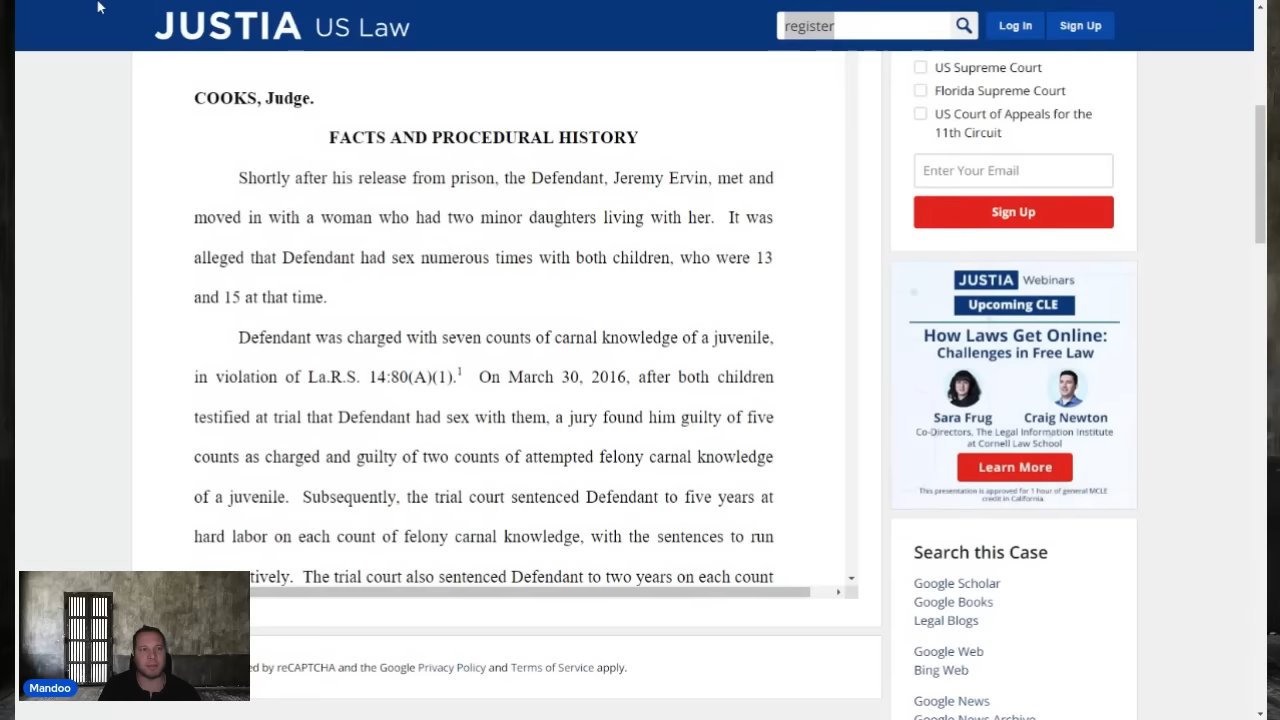 JUSTIA US Law
register
Log In
Sign Up
COOKS, Judge.
FACTS AND PROCEDURAL HISTORY
Shortly after his release from prison, the Defendant, Jeremy Ervin, met and
moved in with a woman who had two minor daughters living with her. It was
alleged that Defendant had sex numerous times with both children, who were 13
and 15 at that time.
Defendant was charged with seven counts of carnal knowledge of a juvenile,
in violation of La.R.S. 14:80(A)(1).1 On March 30, 2016, after both children
testified at trial that Defendant had sex with them, a jury found him guilty of five
counts as charged and guilty of two counts of attempted felony carnal knowledge
of a juvenile. Subsequently, the trial court sentenced Defendant to five years at
hard labor on each count of felony carnal knowledge, with the sentences to run
tively. The trial court also sentenced Defendant to two years on each count
ed by reCAPTCHA and the Google Privacy Policy and Terms of Service apply.
Mandoo
US Supreme Court
Florida Supreme Court
US Court of Appeals for the
11th Circuit
Enter Your Email
Sign Up
JUSTIA Webinars
Upcoming CLE
How Laws Get Online:
Challenges in Free Law
Sara Frug
Craig Newton
Co-Directors, The Legal Information Institute
at Cornell Law School
Learn More
This presentation is approved for 1 hour of general MCLE
credit in California.
Search this Case
Google Scholar
Google Books
Legal Blogs
Google Web
Bing Web
Google News
Google News Archive